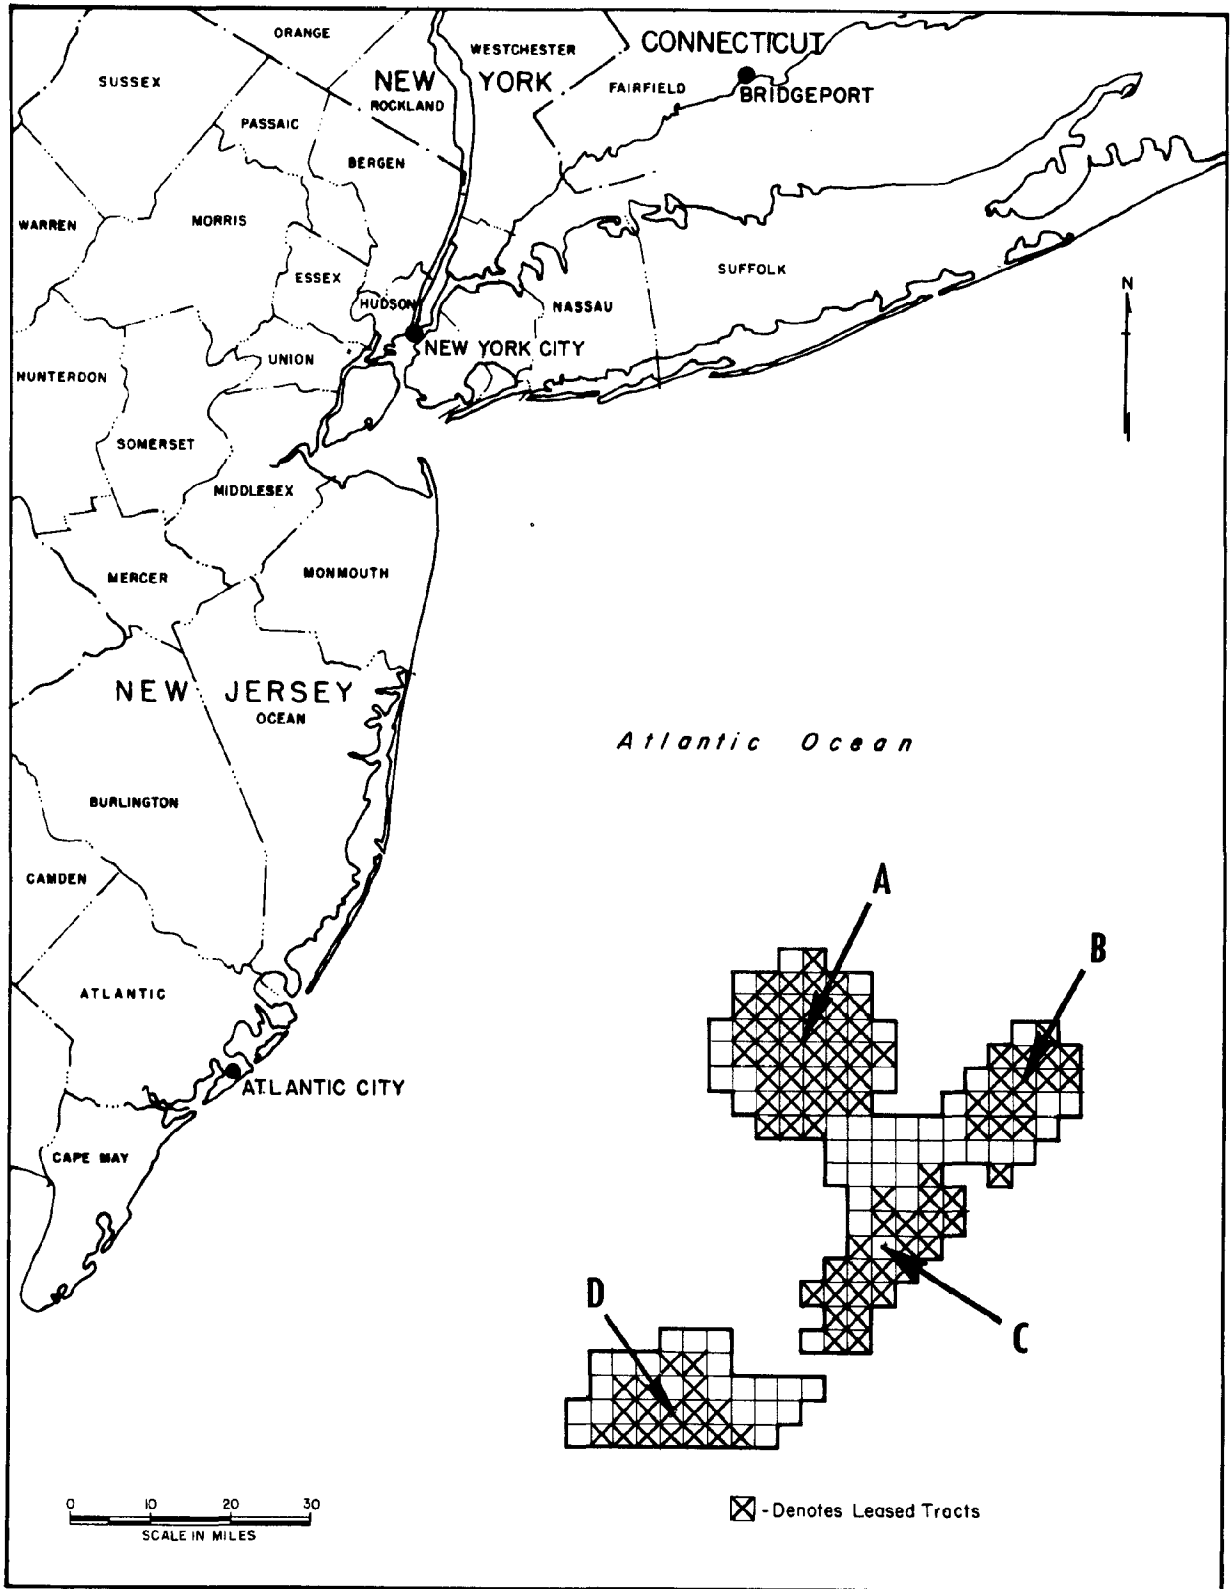 ORANGE
WESTCHESTER
CONNECTICUT
SUSSEX
NEW YORK
ROCKLAND
FAIRFIELD
BRIDGEPORT
PASSAIC
BERGEN
WARREN
MORRIS
ESSEX
SUFFOLK
N
HUDSON
NASSAU
NEW YORK CITY
UNION
HUNTERDON
SOMERSET
MIDDLESEX
MERCER
MONMOUTH
NEW JERSEY
OCEAN
Atlantic Ocean
BURLINGTON
CAMDEN
A
B
ATLANTIC
ATLANTIC CITY
CAPE MAY
D
C
0 10 20 30
SCALE IN MILES
-Denotes Leased Tracts